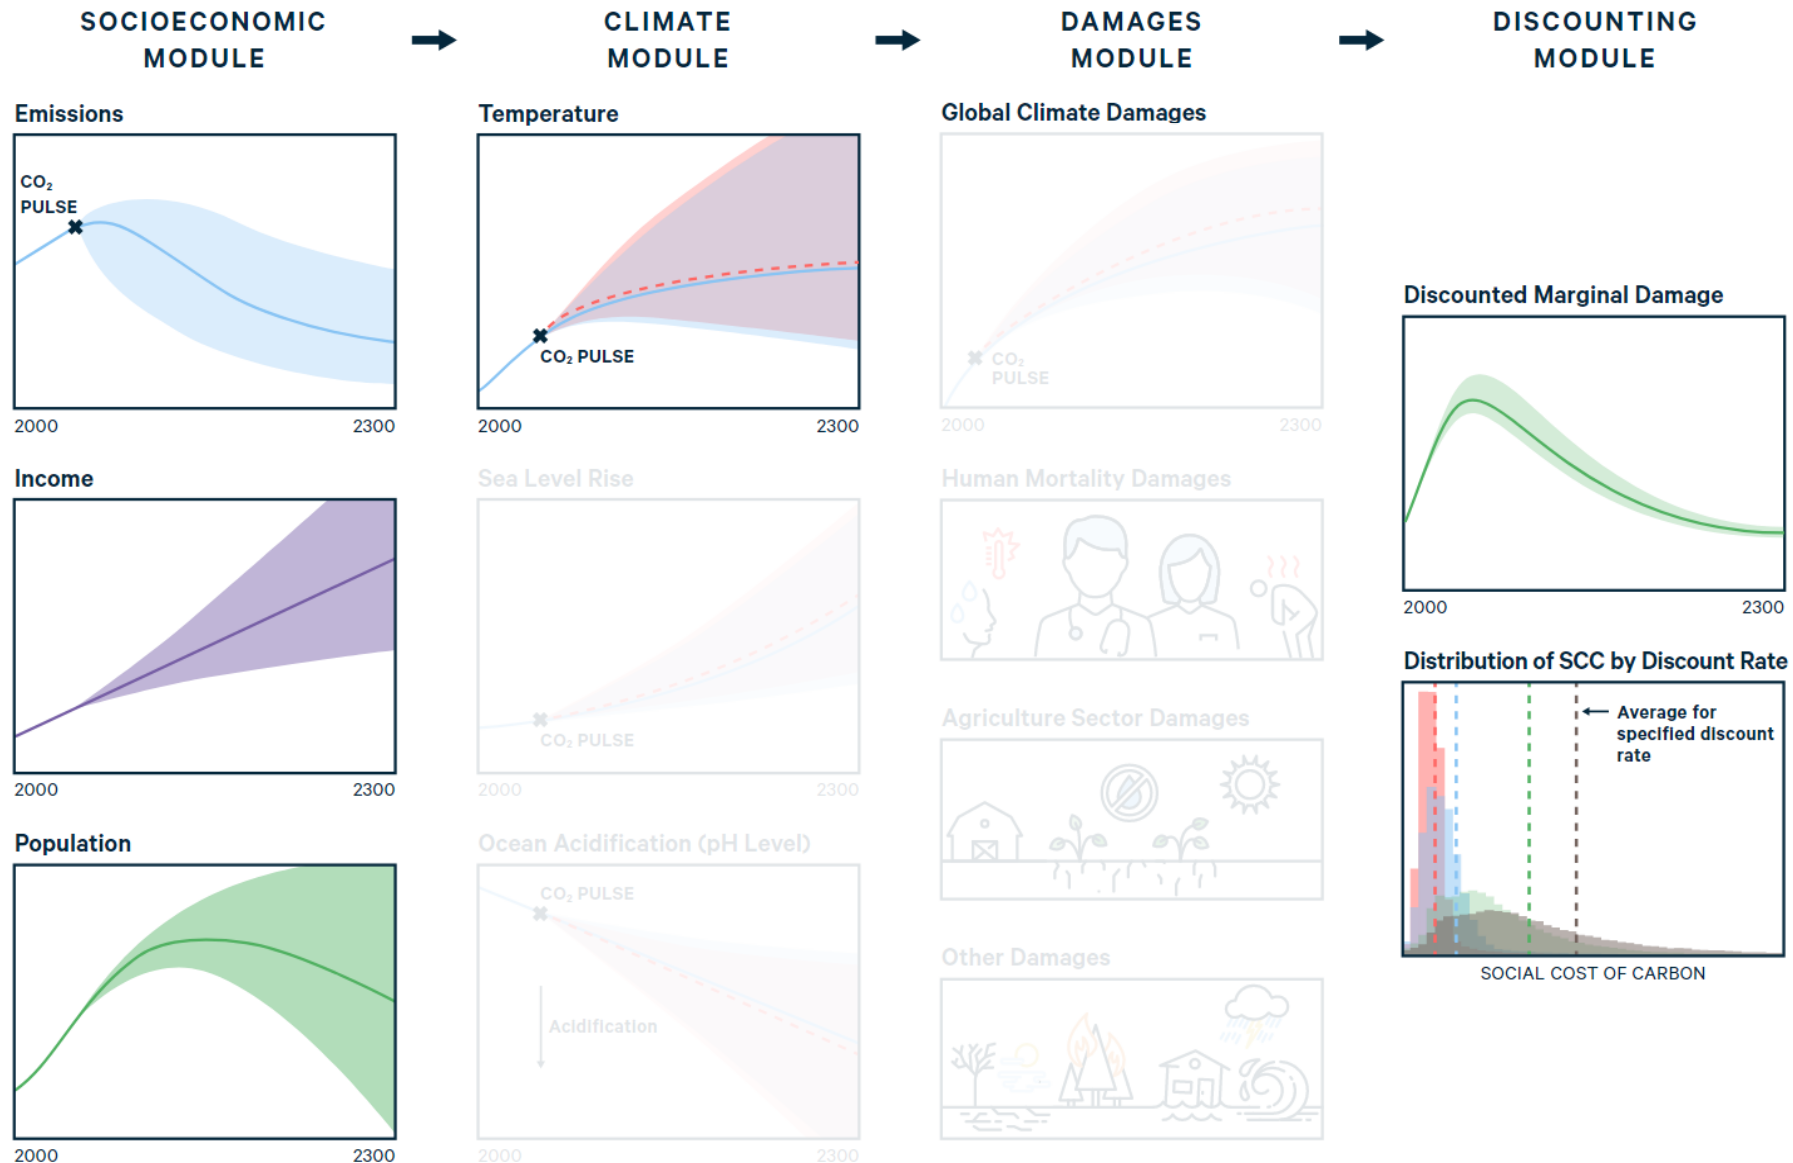 SOCIOECONOMIC
MODULE
CLIMATE
MODULE
DAMAGES
MODULE
DISCOUNTING
MODULE
Emissions
CO₂
PULSE
2000
2300
Income
2000
2300
Population
2000
2300
Temperature
CO₂ PULSE
2000
2300
Sea Level Rise
CO₂ PULSE
2000
2300
Ocean Acidification (pH Level)
CO₂ PULSE
Acidification
2000
2300
Global Climate Damages
CO₂
PULSE
2000
2300
Human Mortality Damages
Agriculture Sector Damages
Other Damages
Discounted Marginal Damage
2000
2300
Distribution of SCC by Discount Rate
Average for
specified discount
rate
SOCIAL COST OF CARBON